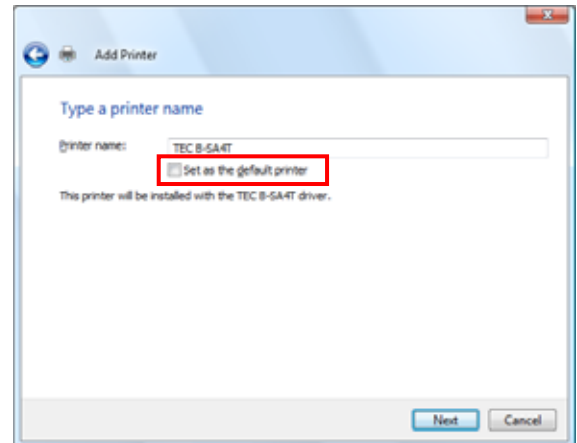 Add Printer
Type a printer name
Printer name: TEC B-SA4T
Set as the default printer
This printer will be installed with the TEC B-SA4T driver.
Next Cancel